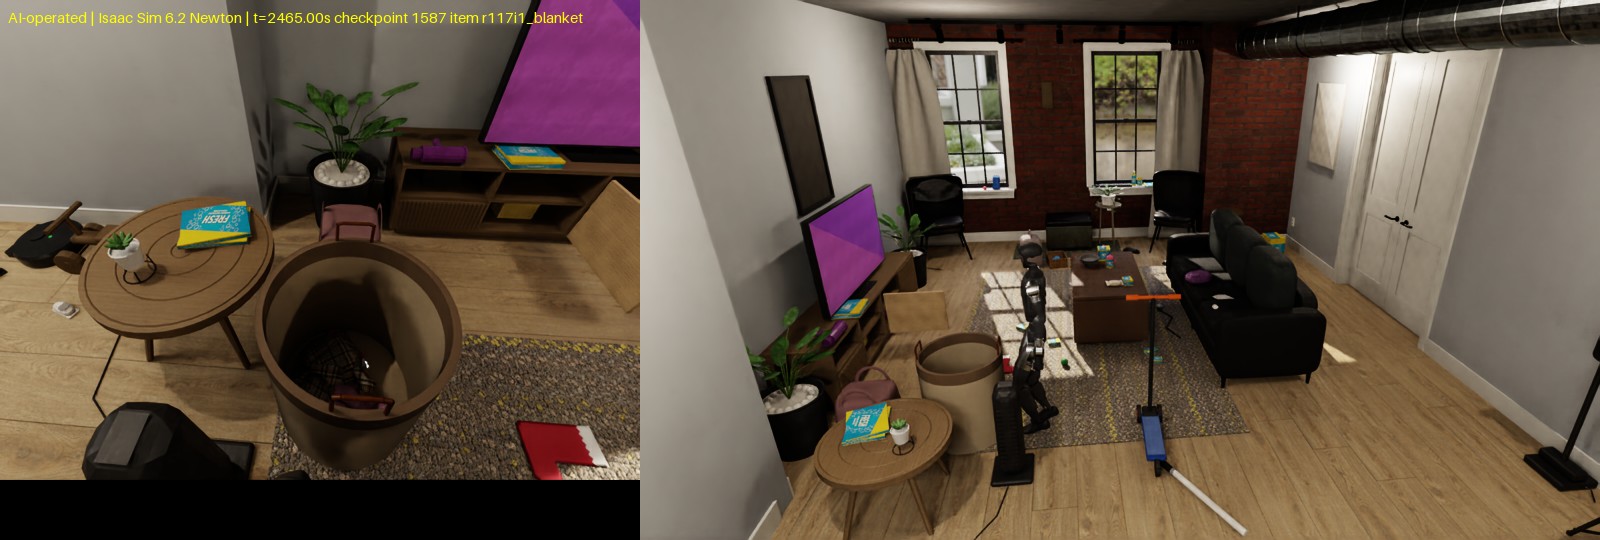 AI-operated | Isaac Sim 6.2 Newton | t=2465.00s checkpoint 1587 item r117i1_blanket
FRESH